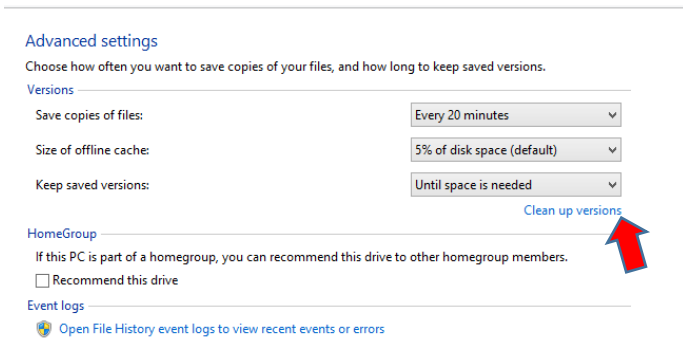 Advanced settings
Choose how often you want to save copies of your files, and how long to keep saved versions.
Versions
Save copies of files:
Every 20 minutes
Size of offline cache:
5% of disk space (default)
Keep saved versions:
Until space is needed
Clean up versions
HomeGroup
If this PC is part of a homegroup, you can recommend this drive to other homegroup members.
Recommend this drive
Event logs
Open File History event logs to view recent events or errors